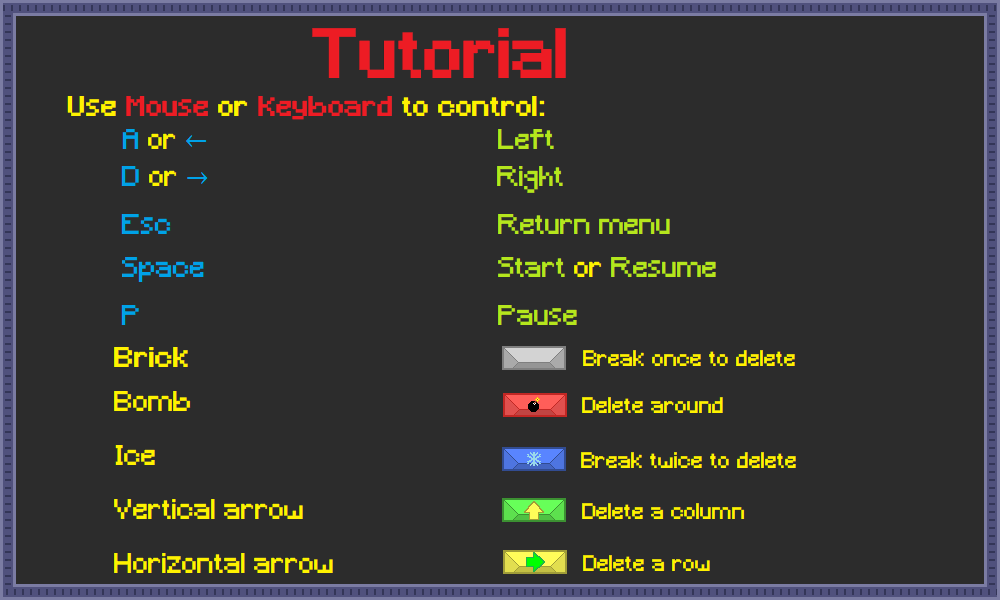 Tutorial
Use Mouse or Keyboard to control:
A or ← Left
D or → Right
Esc Return menu
Space Start or Resume
P Pause
Brick Break once to delete
Bomb Delete around
Ice Break twice to delete
Vertical arrow Delete a column
Horizontal arrow Delete a row